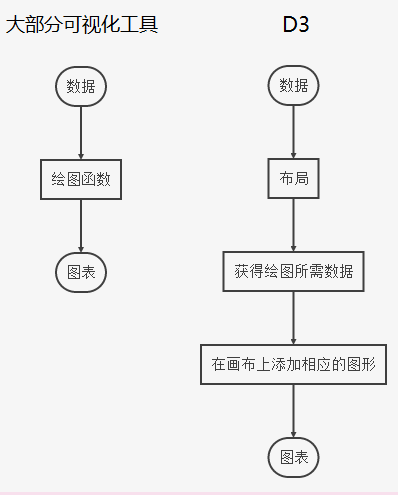 大部分可视化工具
数据
绘图函数
图表
D3
数据
布局
获得绘图所需数据
在画布上添加相应的图形
图表